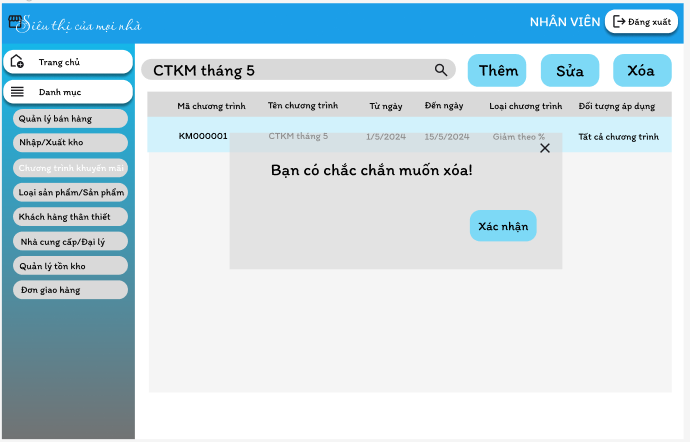 Siêu thị của mọi nhà
NHÂN VIÊN
Đăng xuất
Trang chủ
Danh mục
Quản lý bán hàng
Nhập/Xuất kho
Chương trình khuyến mãi
Loại sản phẩm/Sản phẩm
Khách hàng thân thiết
Nhà cung cấp/Đại lý
Quản lý tồn kho
Đơn giao hàng
CTKM tháng 5
Thêm
Sửa
Xóa
Mã chương trình Tên chương trình Từ ngày Đến ngày Loại chương trình Đối tượng áp dụng
KM000001 CTKM tháng 5 1/5/2024 15/5/2024 Giảm theo % Tất cả chương trình
Bạn có chắc chắn muốn xóa!
Xác nhận